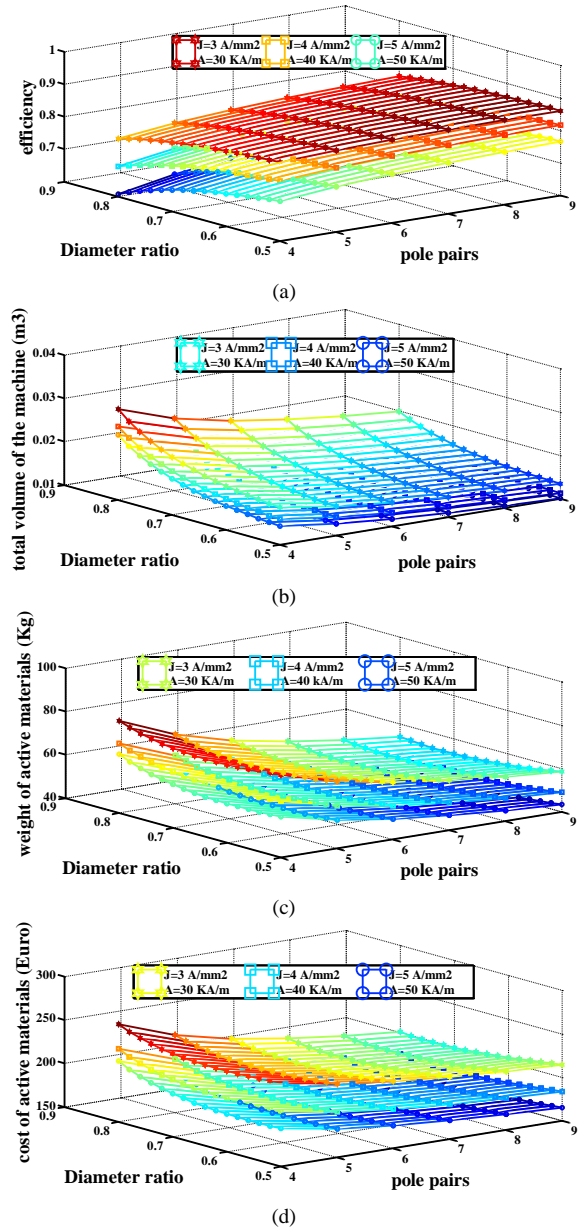 J=3 A/mm2 J=4 A/mm2 J=5 A/mm2
A=30 KA/m A=40 KA/m A=50 KA/m
1
0.9
0.8
0.7
efficiency
0.9
0.8
0.7
0.6
0.5
Diameter ratio
4
5
6
7
8
9
pole pairs
(a)
J=3 A/mm2 J=4 A/mm2 J=5 A/mm2
A=30 KA/m A=40 KA/m A=50 KA/m
0.04
0.03
0.02
0.01
total volume of the machine (m3)
0.9
0.8
0.7
0.6
0.5
Diameter ratio
4
5
6
7
8
9
pole pairs
(b)
J=3 A/mm2 J=4 A/mm2 J=5 A/mm2
A=30 KA/m A=40 kA/m A=50 KA/m
100
80
60
40
weight of active materials (Kg)
0.9
0.8
0.7
0.6
0.5
Diameter ratio
4
5
6
7
8
9
pole pairs
(c)
J=3 A/mm2 J=4 A/mm2 J=5 A/mm2
A=30 KA/m A=40 KA/m A=50 KA/m
300
250
200
150
cost of active materials (Euro)
0.9
0.8
0.7
0.6
0.5
Diameter ratio
4
5
6
7
8
9
pole pairs
(d)